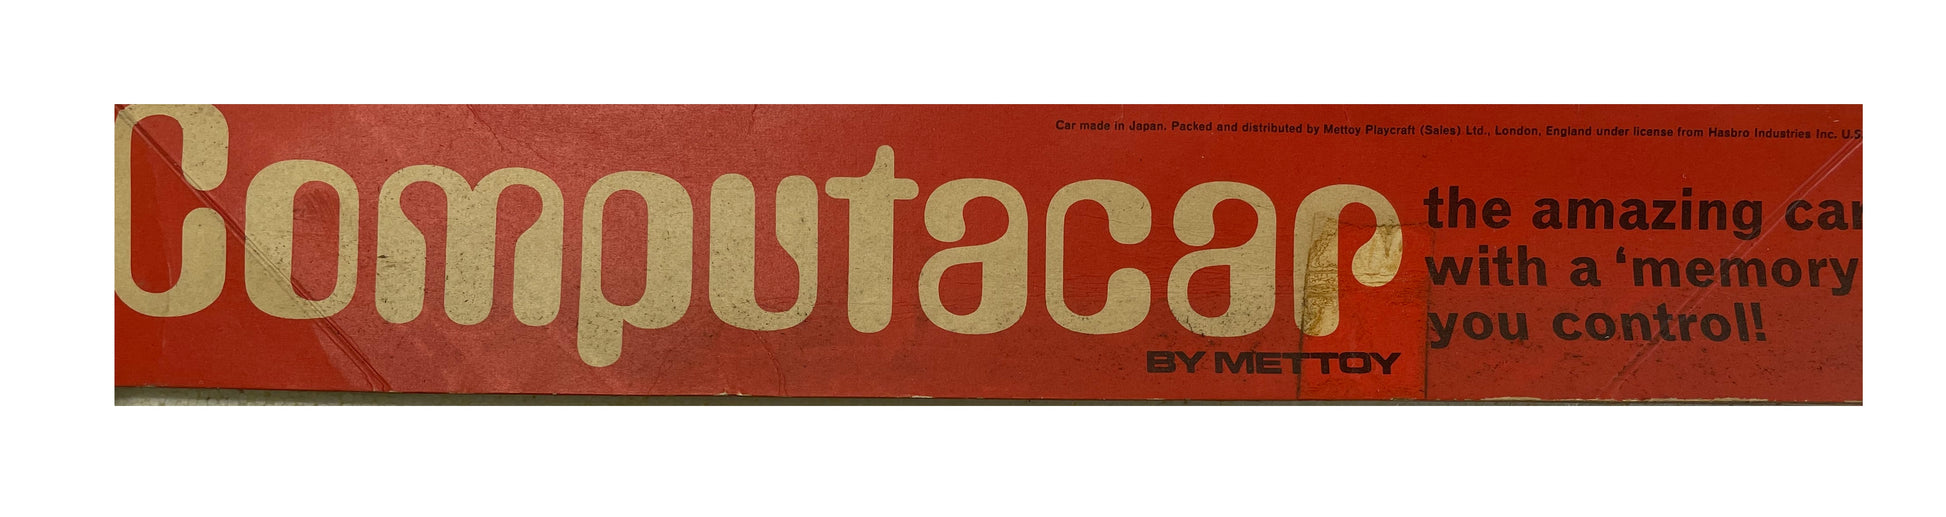 Car made in Japan. Packed and distributed by Mettoy Playcraft (Sales) Ltd., London, England under license from Hasbro Industries Inc. U.S.
Computacar
BY METTOY
the amazing car
with a ‘memory
you control!